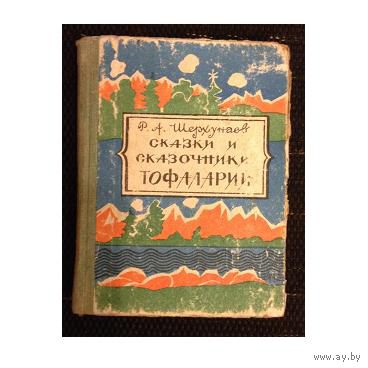 Р. А. Шерхунаев
СКАЗКИ И
СКАЗОЧНИКИ
ТОФАЛАРИИ
www.ay.by